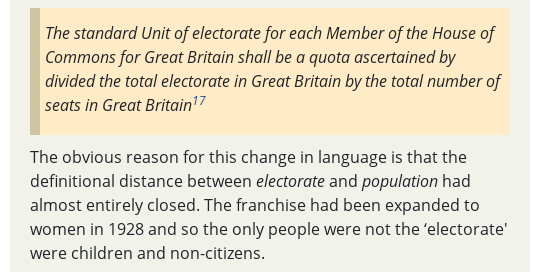 The standard Unit of electorate for each Member of the House of
Commons for Great Britain shall be a quota ascertained by
divided the total electorate in Great Britain by the total number of
seats in Great Britain17
The obvious reason for this change in language is that the
definitional distance between electorate and population had
almost entirely closed. The franchise had been expanded to
women in 1928 and so the only people were not the ‘electorate'
were children and non-citizens.